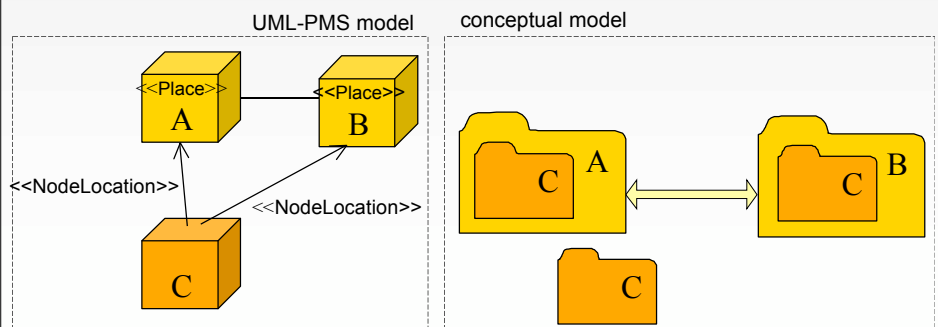 UML-PMS model
<<Place>>
A
<<Place>>
B
<<NodeLocation>>
<<NodeLocation>>
C
conceptual model
A
C
B
C
C